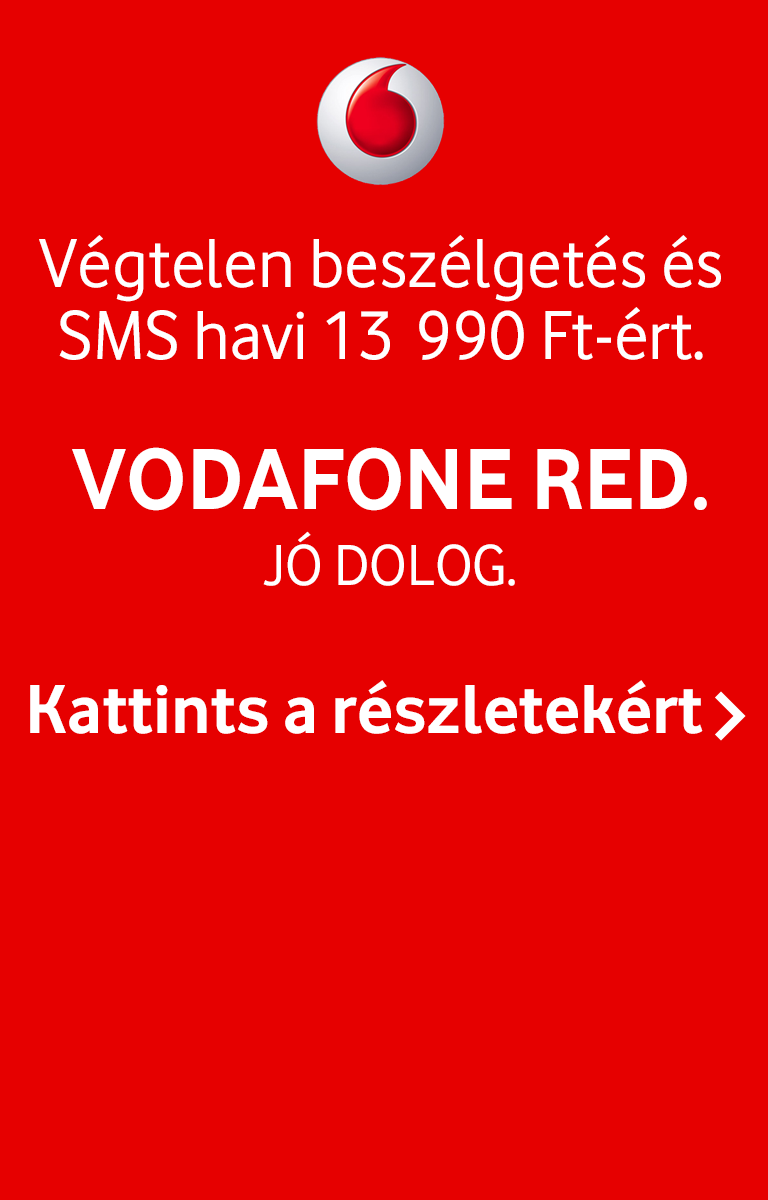 Végtelen beszélgetés és
SMS havi 13 990 Ft-ért.
VODAFONE RED.
JÓ DOLOG.
Kattints a részletekért >